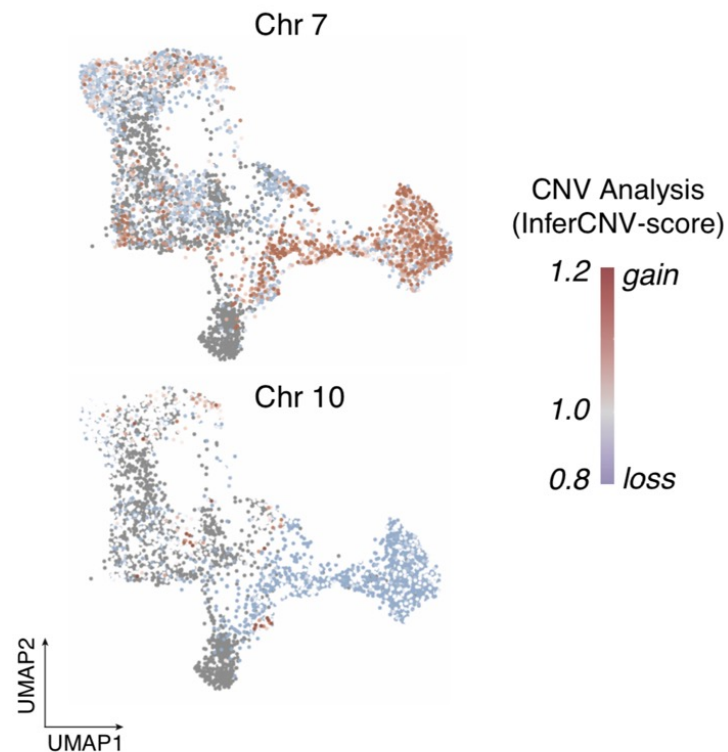 Chr 7
CNV Analysis
(InferCNV-score)
1.2 gain
1.0
0.8 loss
Chr 10
UMAP2
UMAP1